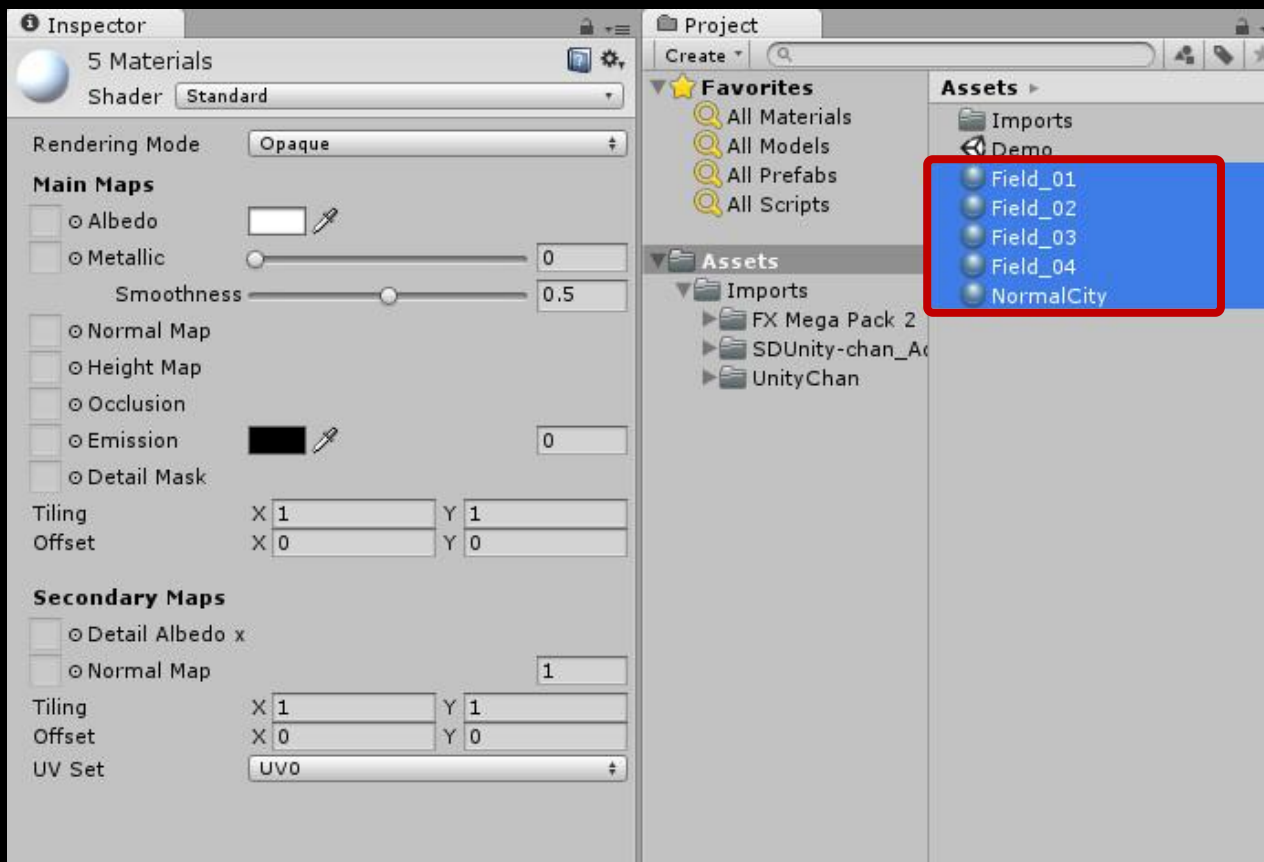 Inspector
5 Materials
Shader Standard
Rendering Mode Opaque
Main Maps
Albedo
Metallic 0
Smoothness 0.5
Normal Map
Height Map
Occlusion
Emission 0
Detail Mask
Tiling X 1 Y 1
Offset X 0 Y 0
Secondary Maps
Detail Albedo x
Normal Map 1
Tiling X 1 Y 1
Offset X 0 Y 0
UV Set UV0
Project
Create
Favorites
All Materials
All Models
All Prefabs
All Scripts
Assets
Imports
FX Mega Pack 2
SDUnity-chan_Ac
UnityChan
Assets
Imports
Demo
Field_01
Field_02
Field_03
Field_04
NormalCity